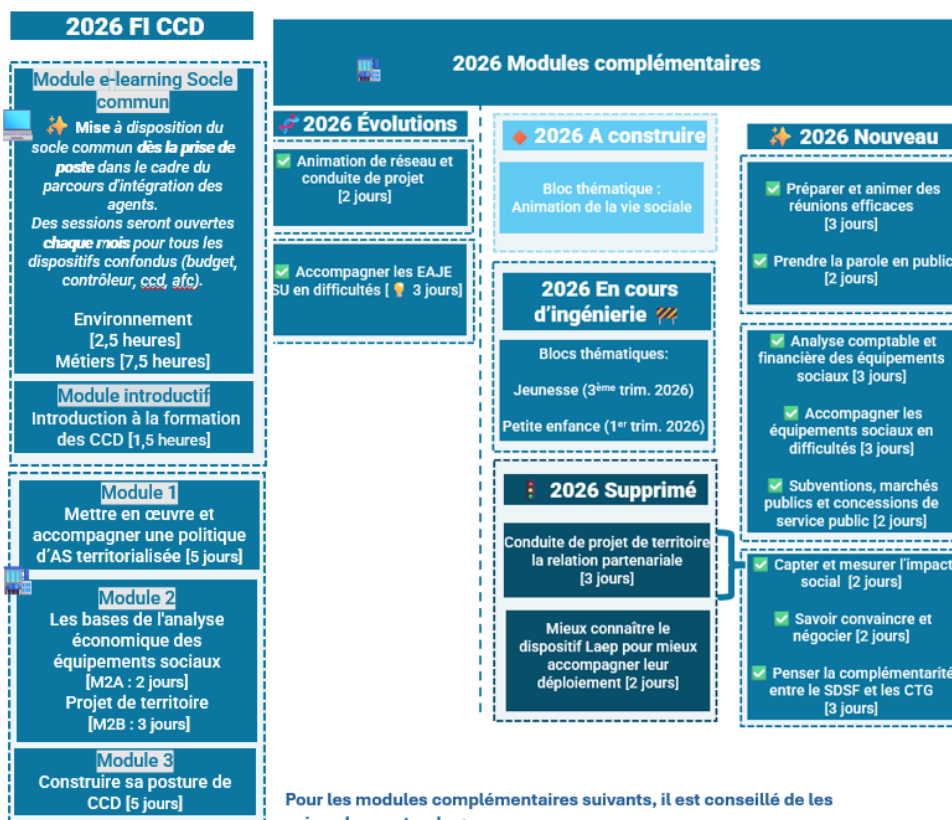 2026 FI CCD
Module e-learning Socle
commun
Mise à disposition du
socle commun dès la prise de
poste dans le cadre du
parcours d'intégration des
agents.
Des sessions seront ouvertes
chaque mois pour tous les
dispositifs confondus (budget,
contrôleur, ccd, afc).
Environnement
[2,5 heures]
Métiers [7,5 heures]
Module introductif
Introduction à la formation
des CCD [1,5 heures]
Module 1
Mettre en œuvre et
accompagner une politique
d'AS territorialisée [5 jours]
Module 2
Les bases de l'analyse
économique des
équipements sociaux
[M2A : 2 jours]
Projet de territoire
[M2B : 3 jours]
Module 3
Construire sa posture de
CCD [5 jours]
2026 Modules complémentaires
2026 Évolutions
Animation de réseau et
conduite de projet
[2 jours]
Accompagner les EAJE
SU en difficultés [ 3 jours]
2026 A construire
Bloc thématique :
Animation de la vie sociale
2026 En cours
d'ingénierie
Blocs thématiques:
Jeunesse (3ème trim. 2026)
Petite enfance (1er trim. 2026)
2026 Supprimé
Conduite de projet de territoire
la relation partenariale
[3 jours]
Mieux connaître le
dispositif Laep pour mieux
accompagner leur
déploiement [2 jours]
2026 Nouveau
Préparer et animer des
réunions efficaces
[3 jours]
Prendre la parole en public
[2 jours]
Analyse comptable et
financière des équipements
sociaux [3 jours]
Accompagner les
équipements sociaux en
difficultés [3 jours]
Subventions, marchés
publics et concessions de
service public [2 jours]
Capter et mesurer l'impact
social [2 jours]
Savoir convaincre et
négocier [2 jours]
Penser la complémentarité
entre le SDSF et les CTG
[3 jours]
Pour les modules complémentaires suivants, il est conseillé de les